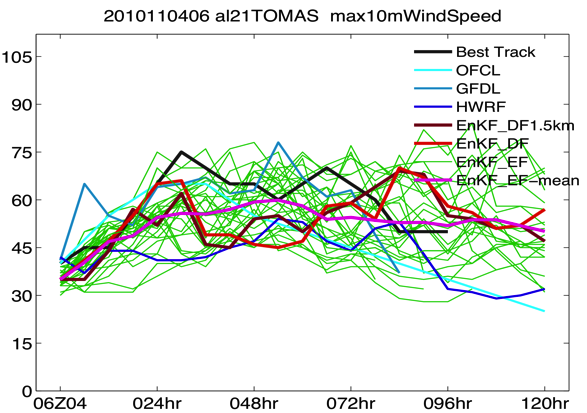 2010110406 al21TOMAS max10mWindSpeed
105
90
75
60
45
30
15
0
Best Track
OFCL
GFDL
HWRF
EnKF_DF1.5km
EnKF_DF
EnKF_EF
EnKF_EF-mean
06Z04 024hr 048hr 072hr 096hr 120hr